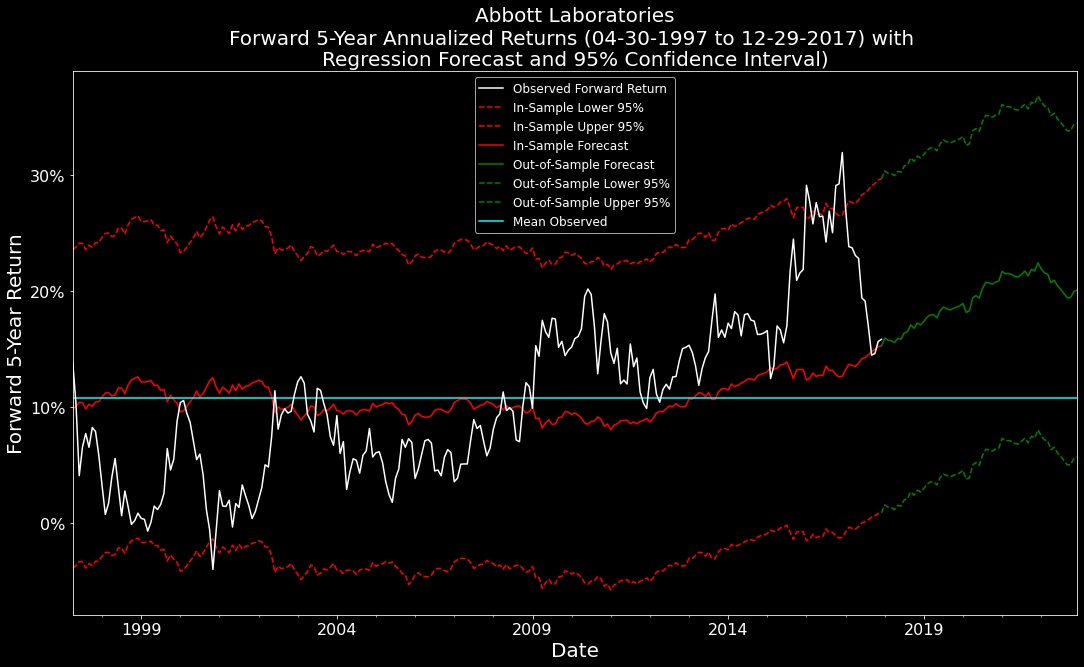 Abbott Laboratories
Forward 5-Year Annualized Returns (04-30-1997 to 12-29-2017) with
Regression Forecast and 95% Confidence Interval)
Observed Forward Return
In-Sample Lower 95%
In-Sample Upper 95%
In-Sample Forecast
Out-of-Sample Forecast
Out-of-Sample Lower 95%
Out-of-Sample Upper 95%
Mean Observed
Forward 5-Year Return
30%
20%
10%
0%
1999 2004 2009 2014 2019
Date